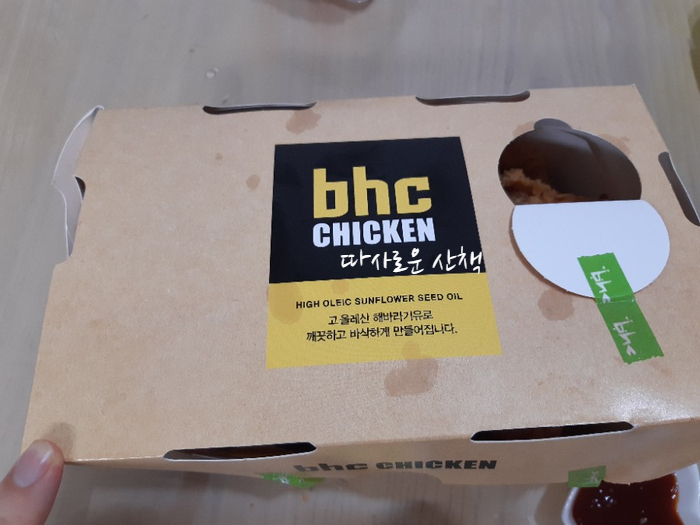 bhc
CHICKEN
따사로운 산책
HIGH OLEIC SUNFLOWER SEED OIL
고올레산 해바라기유로
깨끗하고 바삭하게 만들어집니다.
bhc CHICKEN